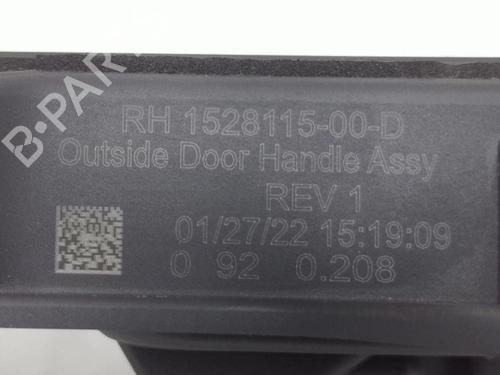 RH 1528115-00-D
Outside Door Handle Assy
REV 1
01/27/22 15:19:09
0 92 0.208
B-PARTS